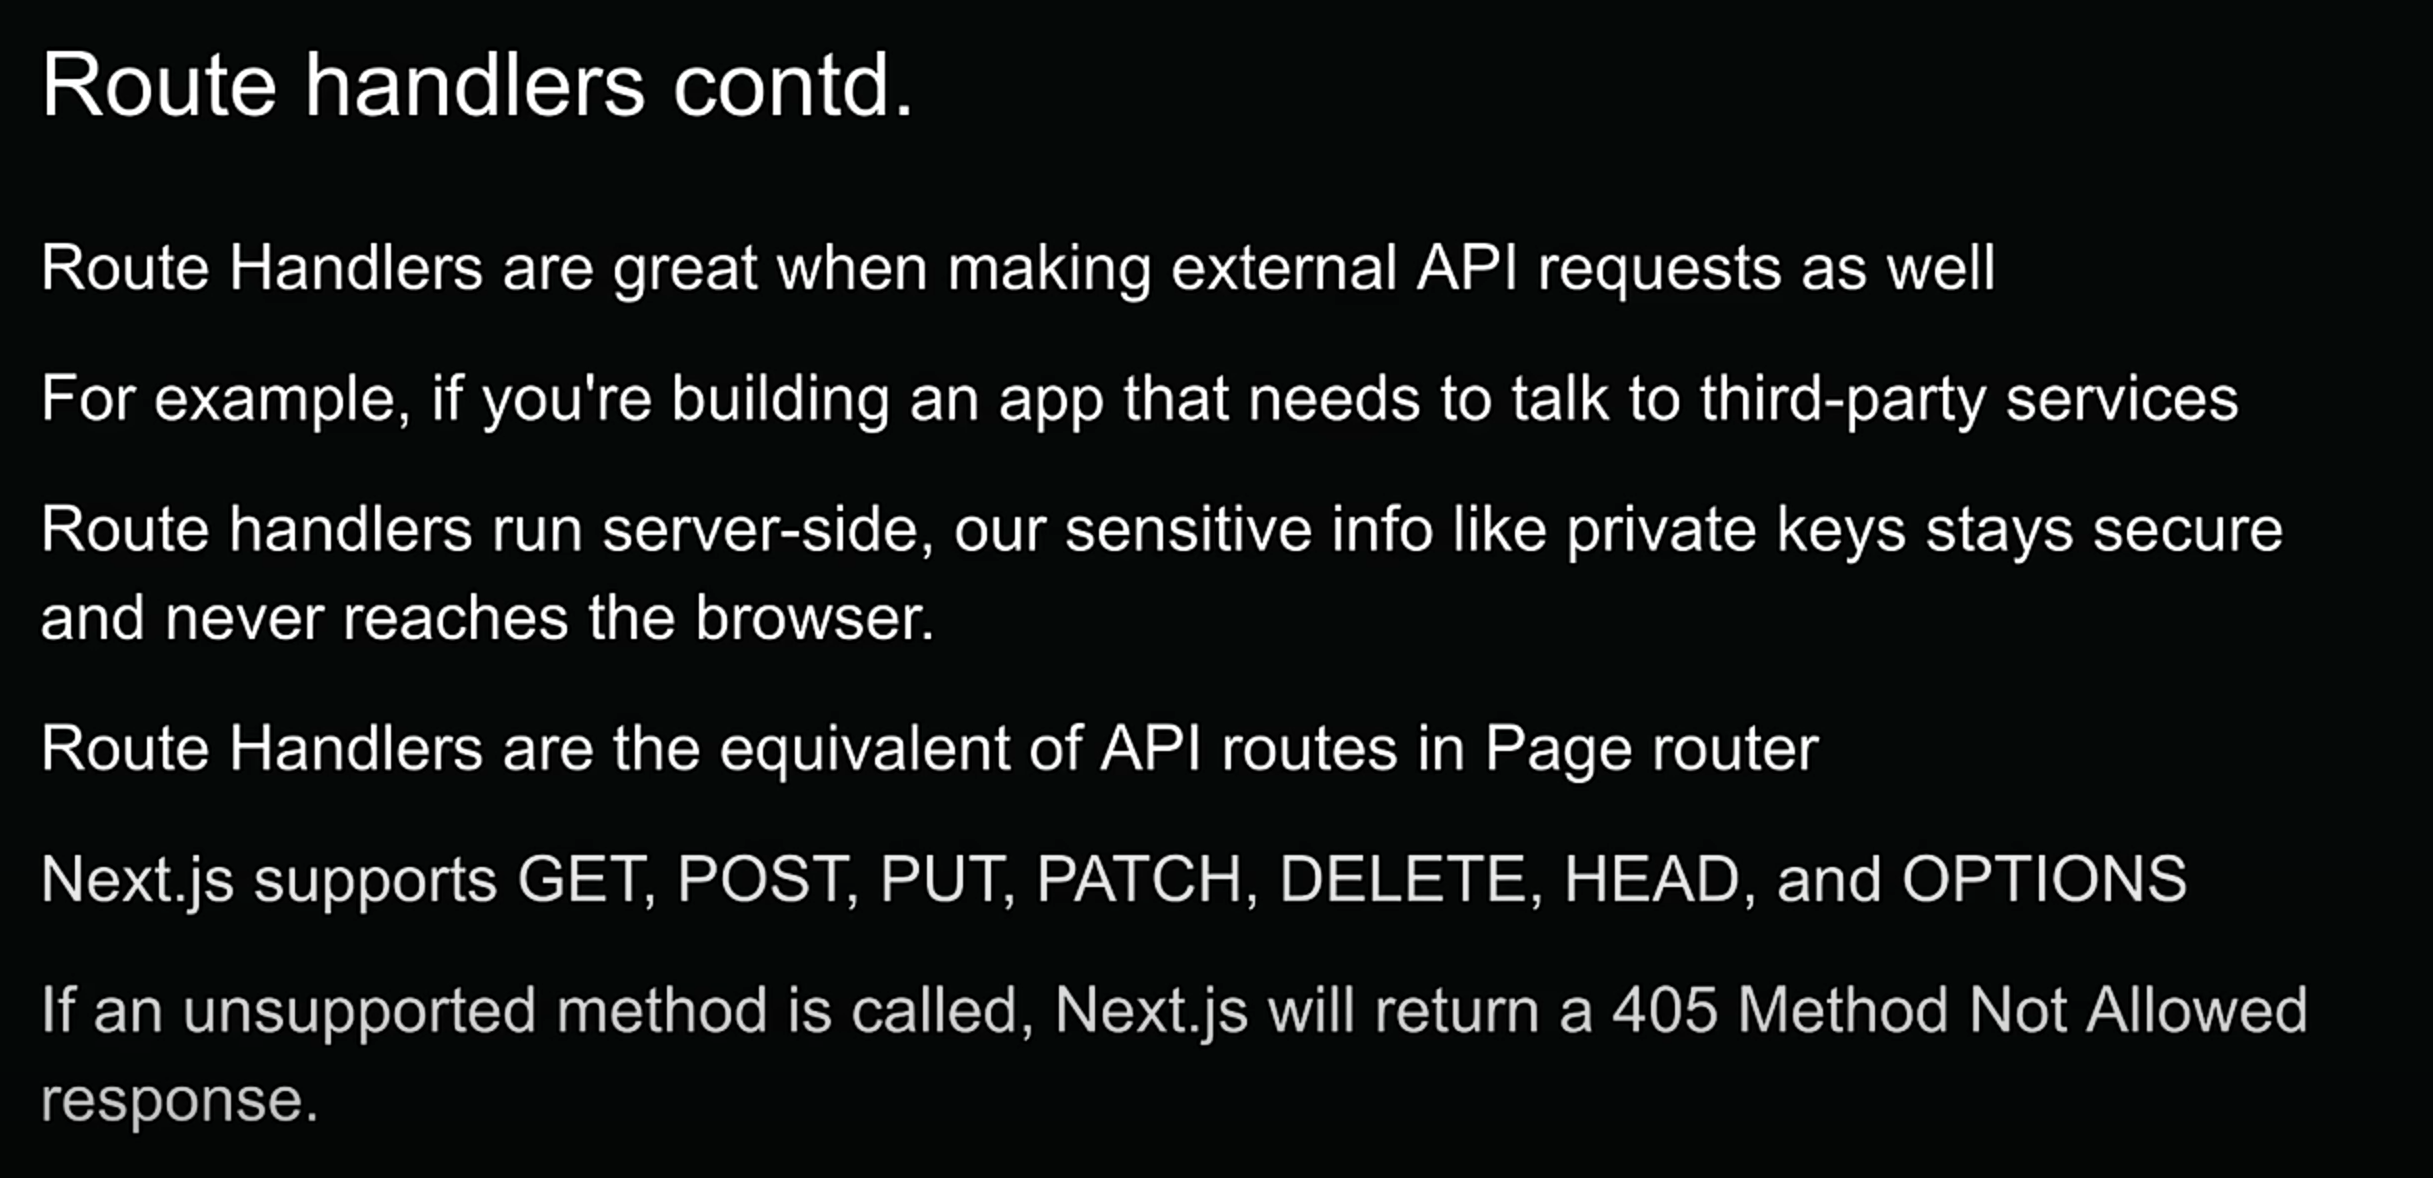 Route handlers contd.
Route Handlers are great when making external API requests as well
For example, if you're building an app that needs to talk to third-party services
Route handlers run server-side, our sensitive info like private keys stays secure
and never reaches the browser.
Route Handlers are the equivalent of API routes in Page router
Next.js supports GET, POST, PUT, PATCH, DELETE, HEAD, and OPTIONS
If an unsupported method is called, Next.js will return a 405 Method Not Allowed
response.